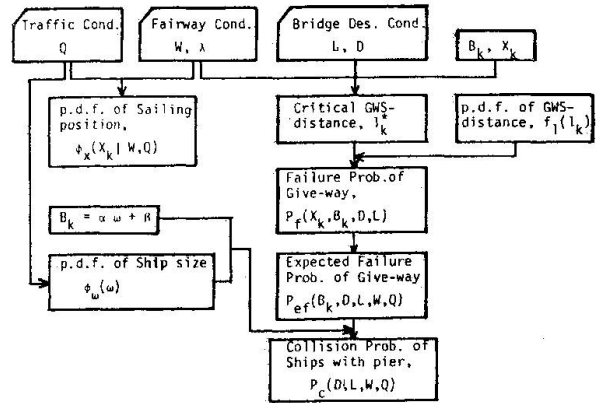 Traffic Cond.
Q
Fairway Cond.
W, λ
Bridge Des. Cond.
L, D
B_k, X_k
p.d.f. of Sailing
position,
φ_x(X_k | W,Q)
Critical GWS-
distance, l*_k
p.d.f. of GWS-
distance, f_l(l_k)
Failure Prob.of
Give-way
P_f(X_k,B_k,D,L)
B_k = α ω + β
p.d.f. of Ship size
φ_ω(ω)
Expected Failure
Prob. of Give-way
P_ef(B_k,D,L,W,Q)
Collision Prob. of
Ships with pier,
P_c(D,L,W,Q)